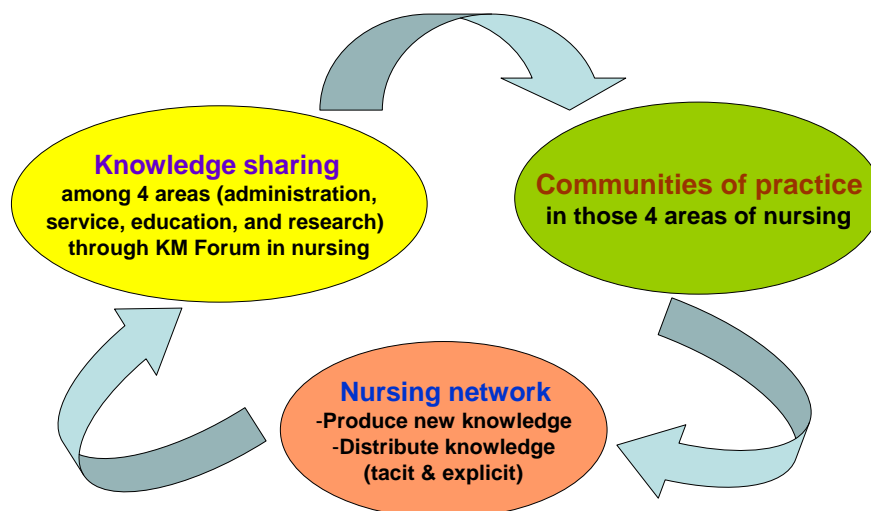 Knowledge sharing
among 4 areas (administration,
service, education, and research)
through KM Forum in nursing
Communities of practice
in those 4 areas of nursing
Nursing network
-Produce new knowledge
-Distribute knowledge
(tacit & explicit)